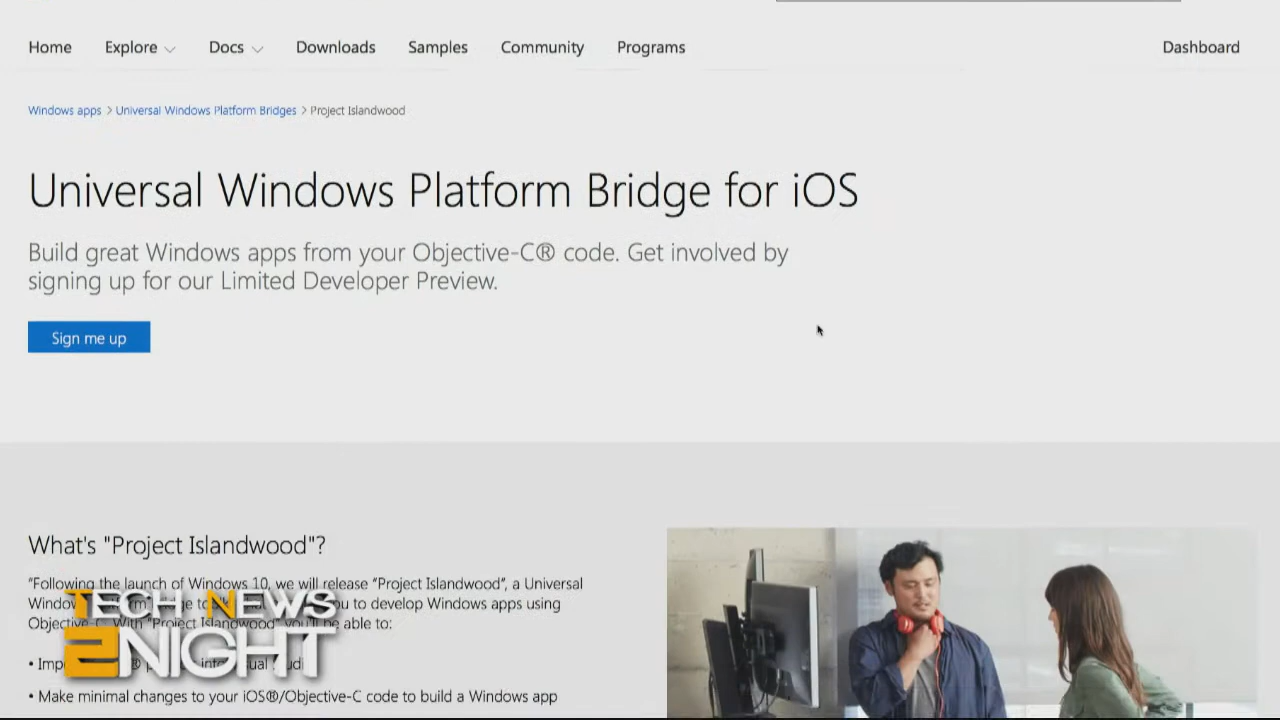 Home Explore Docs Downloads Samples Community Programs Dashboard
Windows apps > Universal Windows Platform Bridges > Project Islandwood
Universal Windows Platform Bridge for iOS
Build great Windows apps from your Objective-C® code. Get involved by
signing up for our Limited Developer Preview.
Sign me up
What's "Project Islandwood"?
"Following the launch of Windows 10, we will release "Project Islandwood", a Universal
to develop Windows apps using
Objective-C. With "Project Islandwood" you'll be able to:
• Make minimal changes to your iOS®/Objective-C code to build a Windows app
TECH NEWS
2NIGHT